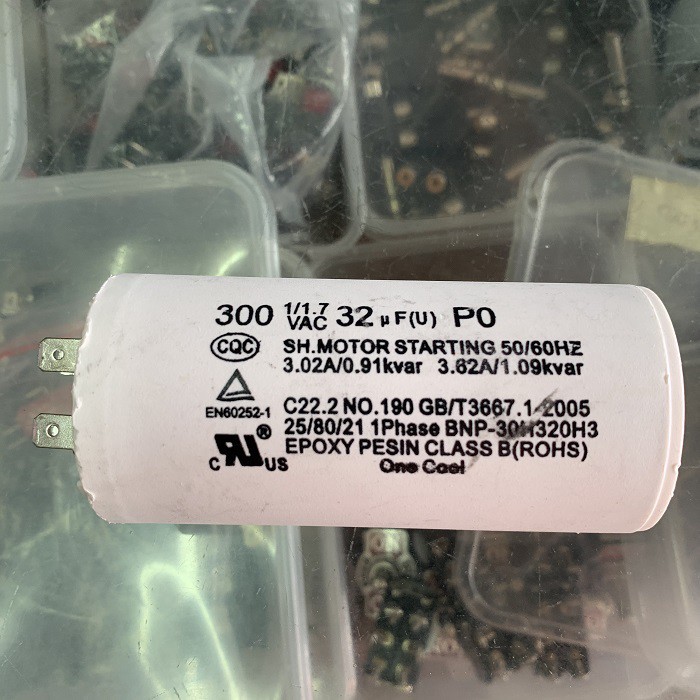 300 1/1.7 VAC 32 µF(U) P0
CQC SH.MOTOR STARTING 50/60HZ
3.02A/0.91kvar 3.62A/1.09kvar
EN60252-1 C22.2 NO.190 GB/T3667.1-2005
25/80/21 1Phase BNP-30H320H3
EPOXY PESIN CLASS B(ROHS)
C RU ® US
One Cool